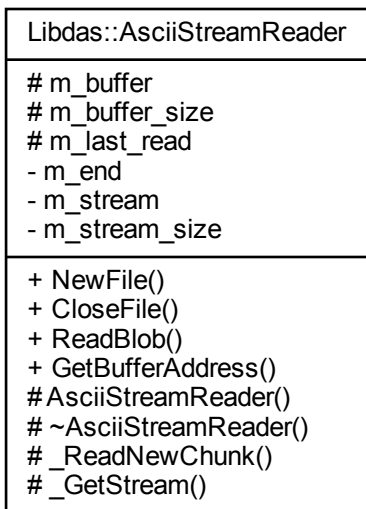 Libdas::AsciiStreamReader
# m_buffer
# m_buffer_size
# m_last_read
- m_end
- m_stream
- m_stream_size
+ NewFile()
+ CloseFile()
+ ReadBlob()
+ GetBufferAddress()
# AsciiStreamReader()
# ~AsciiStreamReader()
# _ReadNewChunk()
# _GetStream()